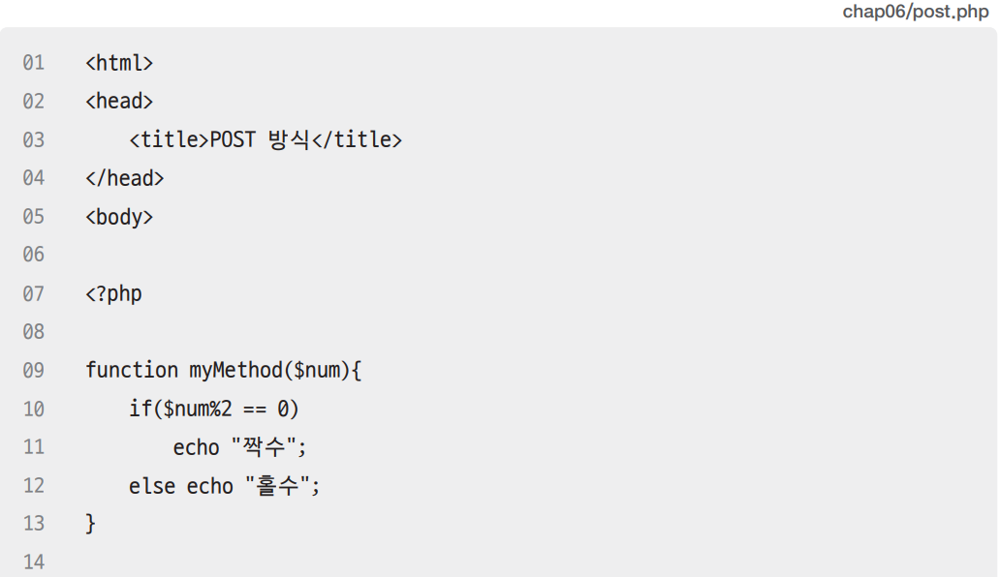 chap06/post.php
01 <html>
02 <head>
03     <title>POST 방식</title>
04 </head>
05 <body>
06
07 <?php
08
09 function myMethod($num){
10     if($num%2 == 0)
11         echo "짝수";
12     else echo "홀수";
13 }
14